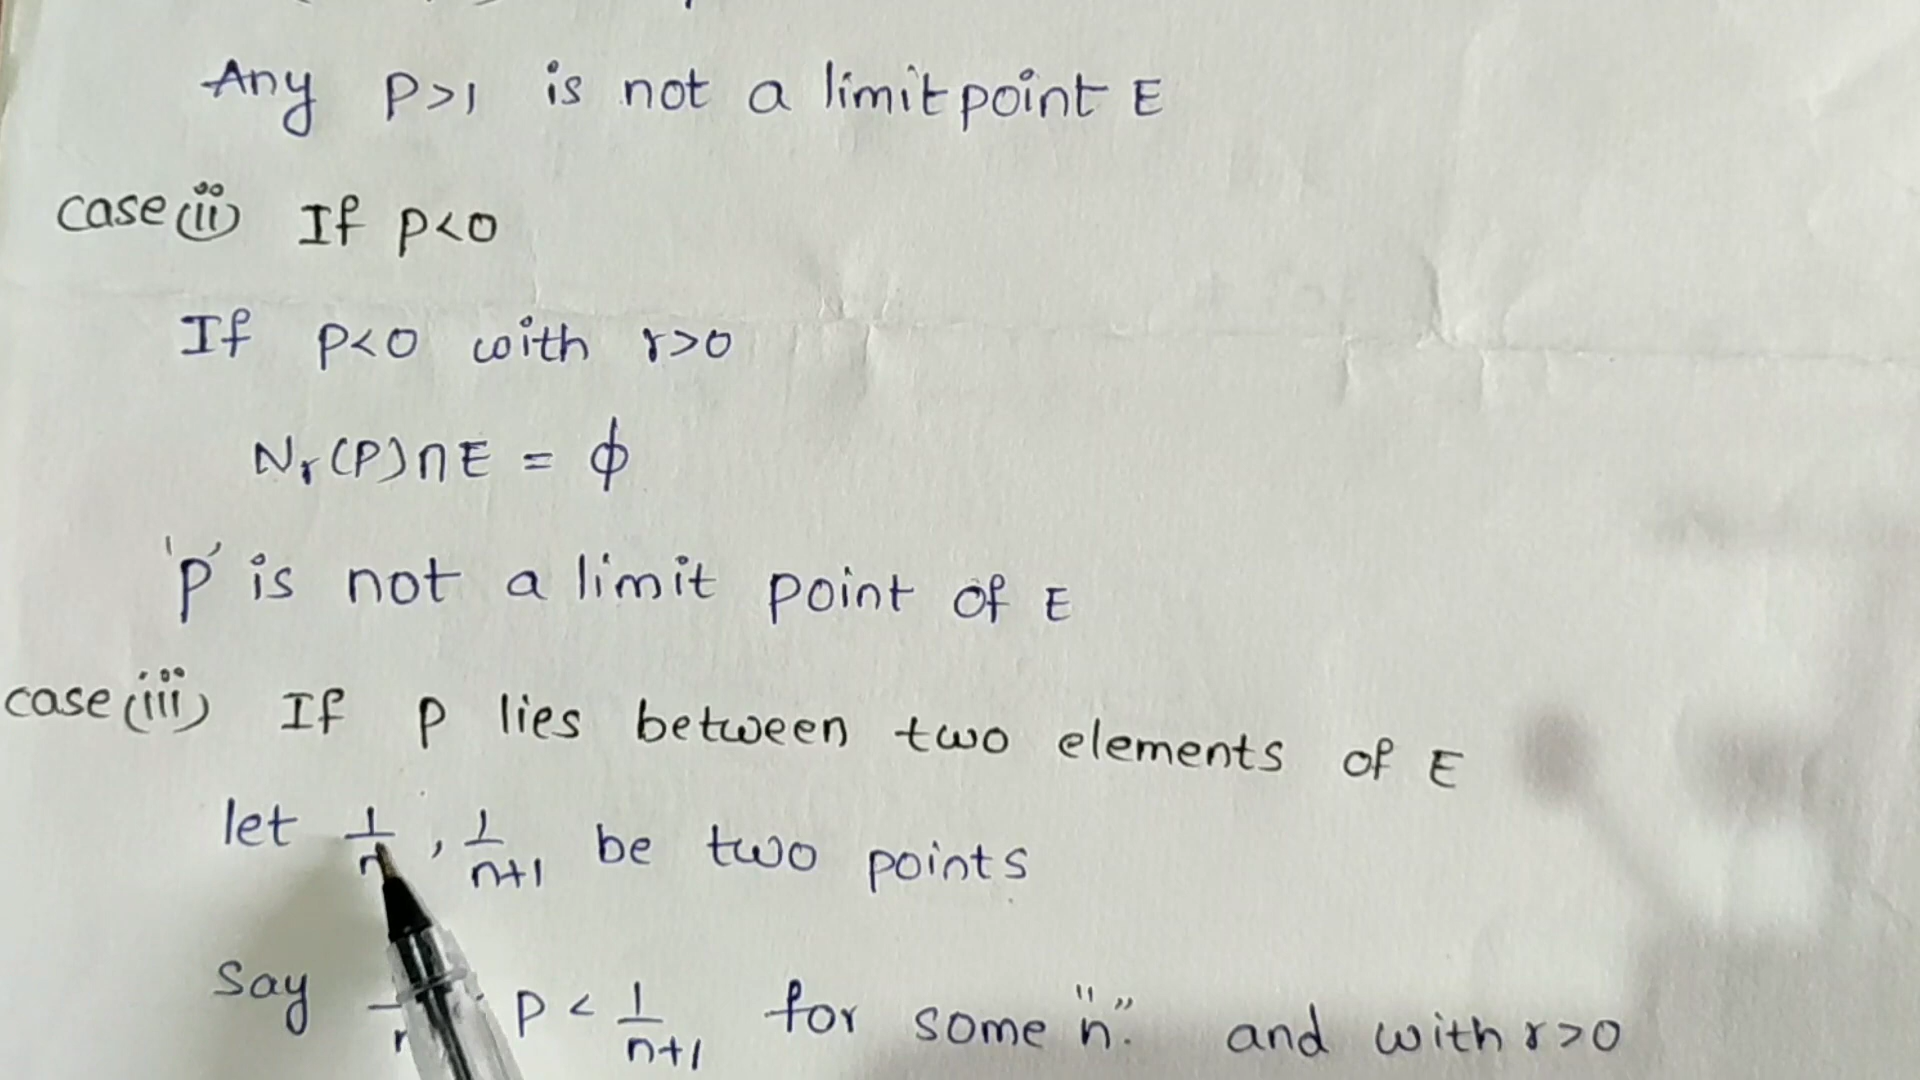 Any P>1 is not a limit point E
case (ii) If p<0
If p<0 with r>0
Nr(P)∩E = ϕ
'p' is not a limit point of E
case (iii) If p lies between two elements of E
let 1/n, 1/n+1 be two points
Say p < 1/n+1 for some "n". and with r>0